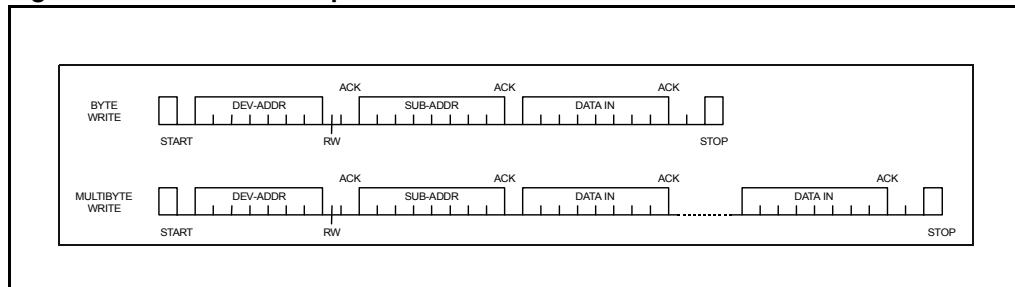 ACK ACK ACK
BYTE
WRITE
DEV-ADDR SUB-ADDR DATA IN
START RW STOP
ACK ACK ACK ACK
MULTIBYTE
WRITE
DEV-ADDR SUB-ADDR DATA IN DATA IN
START RW STOP